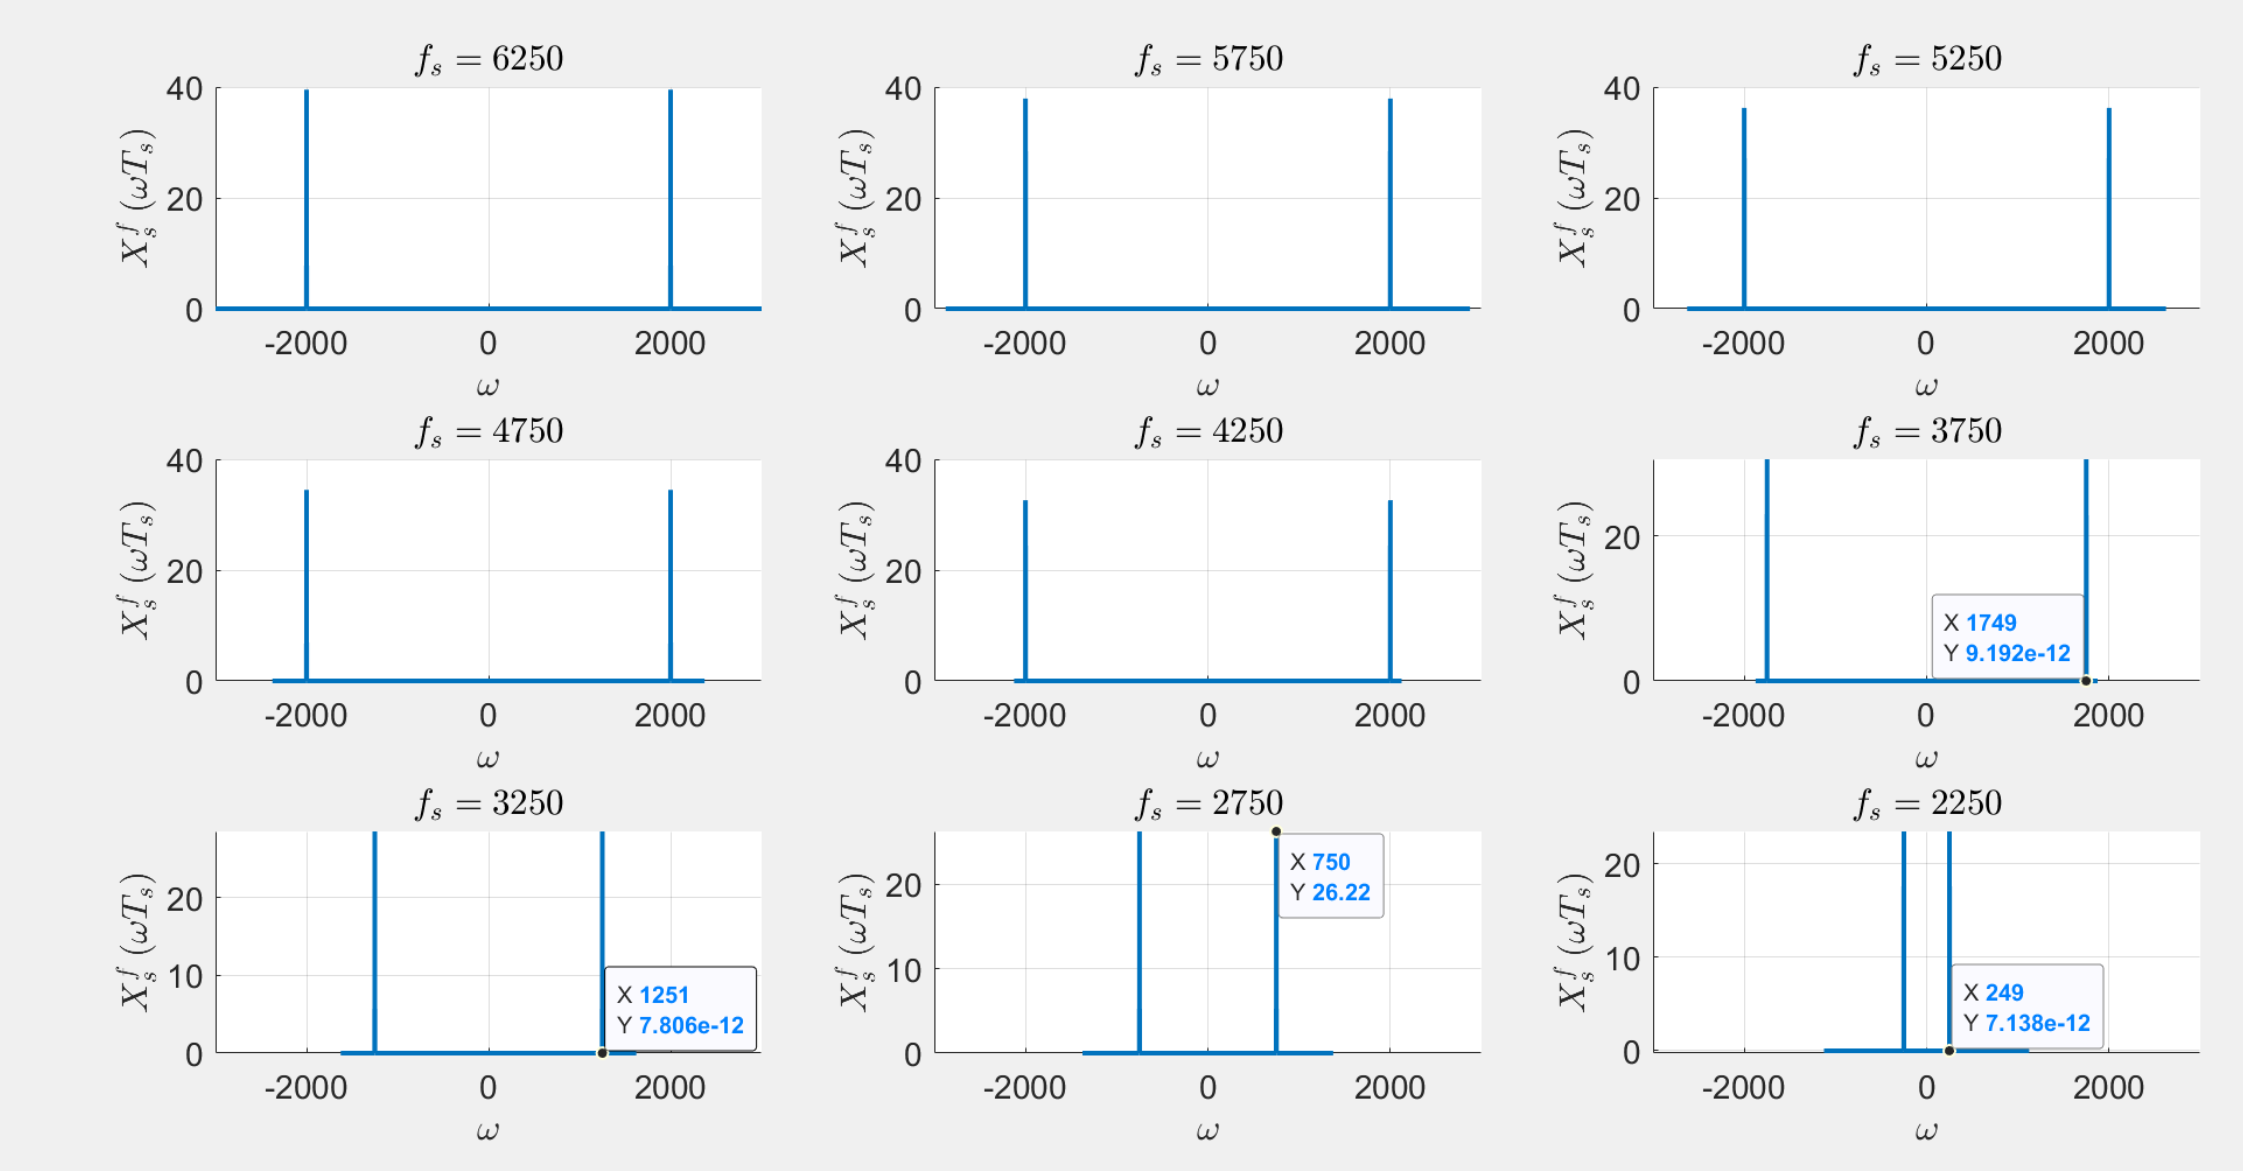 f_s = 6250
X_s^f (ωT_s)
40
20
0
-2000 0 2000
ω
f_s = 5750
X_s^f (ωT_s)
40
20
0
-2000 0 2000
ω
f_s = 5250
X_s^f (ωT_s)
40
20
0
-2000 0 2000
ω
f_s = 4750
X_s^f (ωT_s)
40
20
0
-2000 0 2000
ω
f_s = 4250
X_s^f (ωT_s)
40
20
0
-2000 0 2000
ω
f_s = 3750
X_s^f (ωT_s)
20
X 1749
Y 9.192e-12
0
-2000 0 2000
ω
f_s = 3250
X_s^f (ωT_s)
20
10
X 1251
Y 7.806e-12
0
-2000 0 2000
ω
f_s = 2750
X_s^f (ωT_s)
X 750
Y 26.22
20
10
0
-2000 0 2000
ω
f_s = 2250
X_s^f (ωT_s)
20
10
X 249
Y 7.138e-12
0
-2000 0 2000
ω